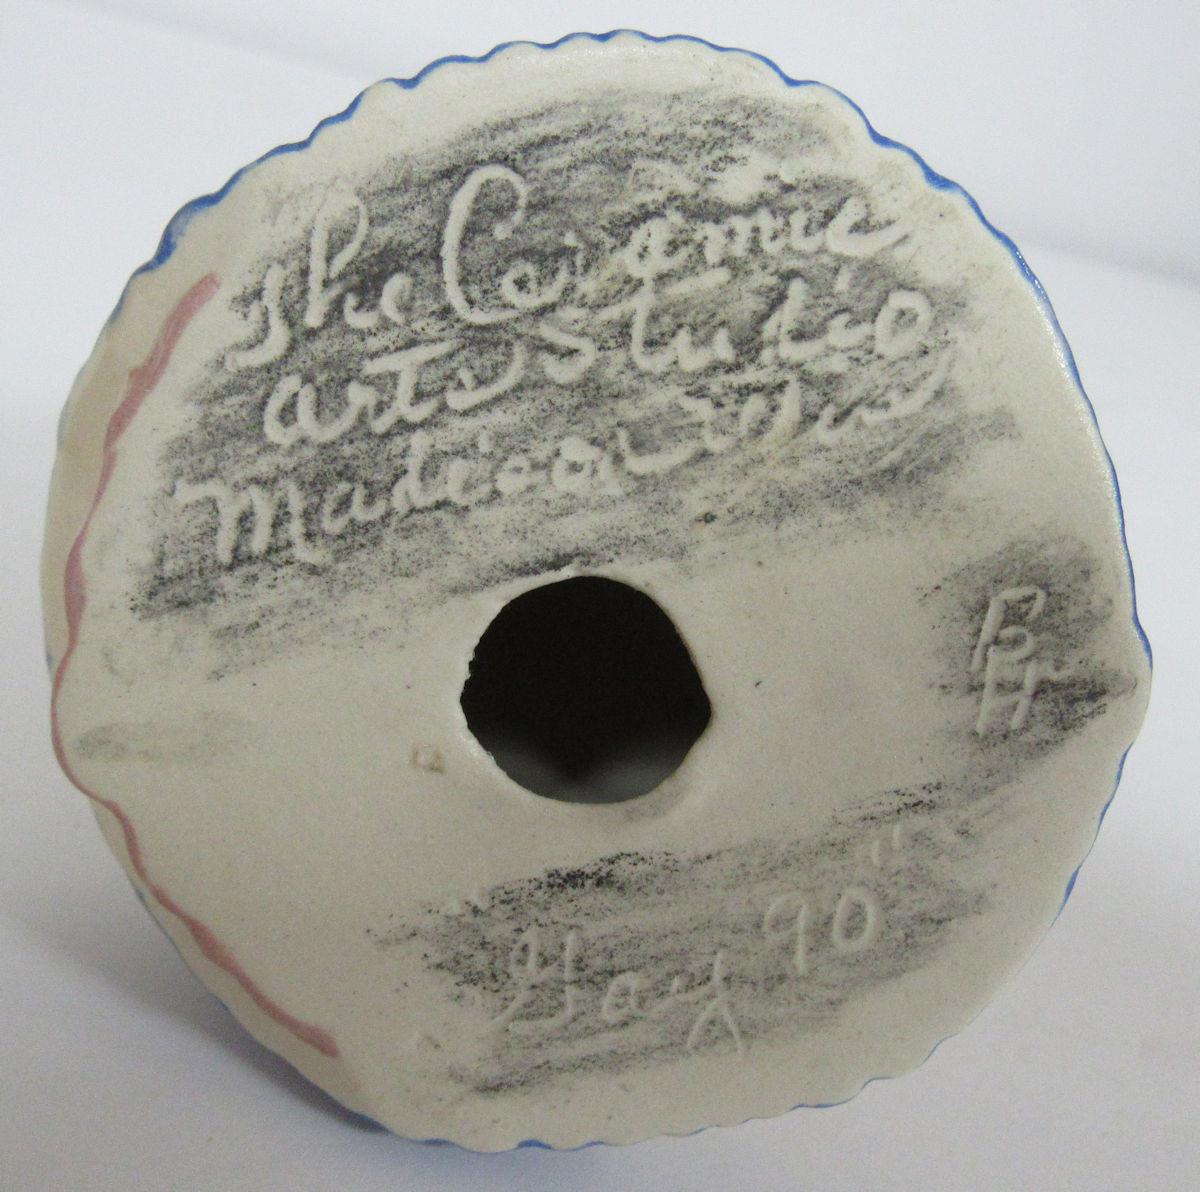 The Ceramic
arts Studio
Madison Wis
BH
Gay 90"